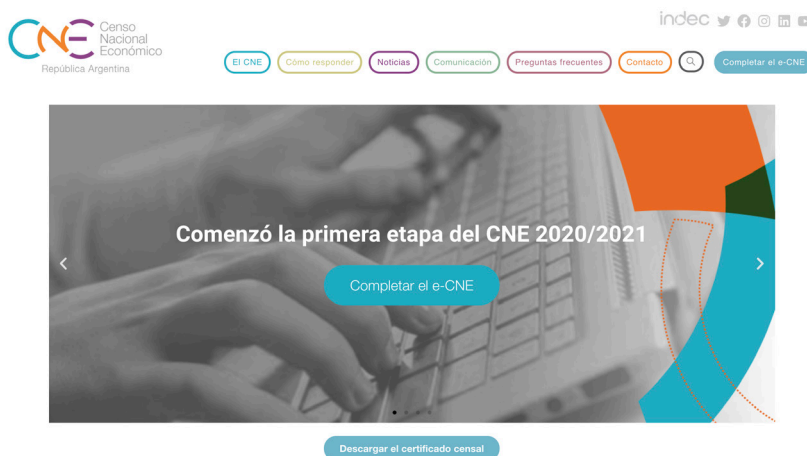 CNE
Censo
Nacional
Económico
República Argentina
indec
El CNE
Cómo responder
Noticias
Comunicación
Preguntas frecuentes
Contacto
Completar el e-CNE
Comenzó la primera etapa del CNE 2020/2021
Completar el e-CNE
Descargar el certificado censal